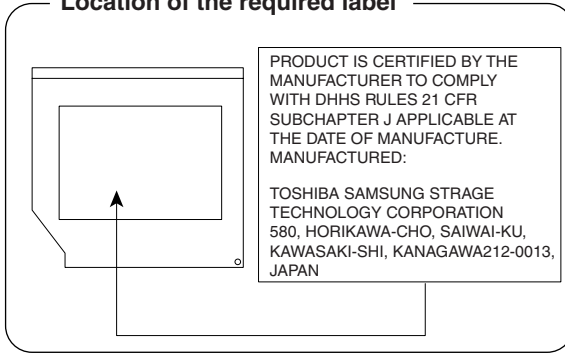 Location of the required label
PRODUCT IS CERTIFIED BY THE
MANUFACTURER TO COMPLY
WITH DHHS RULES 21 CFR
SUBCHAPTER J APPLICABLE AT
THE DATE OF MANUFACTURE.
MANUFACTURED:
TOSHIBA SAMSUNG STRAGE
TECHNOLOGY CORPORATION
580, HORIKAWA-CHO, SAIWAI-KU,
KAWASAKI-SHI, KANAGAWA212-0013,
JAPAN